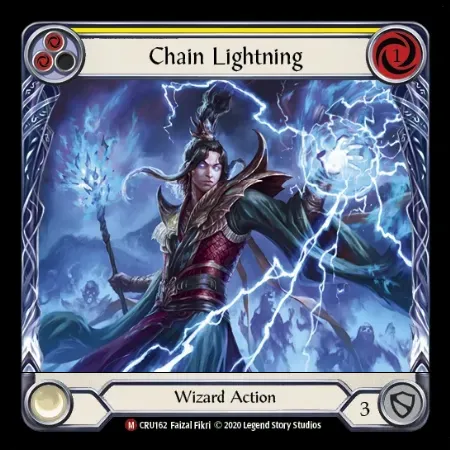 Chain Lightning
1
Wizard Action
3
M CRU162 Faizal Fikri © 2020 Legend Story Studios